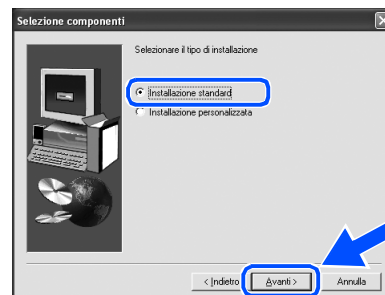 Selezione componenti
Selezionare il tipo di installazione
Installazione standard
Installazione personalizzata
< Indietro
Avanti >
Annulla